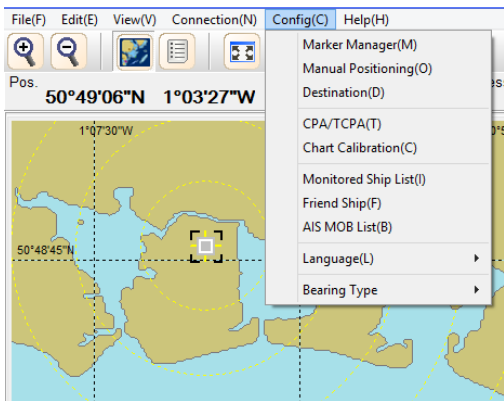 File(F) Edit(E) View(V) Connection(N) Config(C) Help(H)
Marker Manager(M)
Manual Positioning(O)
Destination(D)
CPA/TCPA(T)
Chart Calibration(C)
Monitored Ship List(I)
Friend Ship(F)
AIS MOB List(B)
Language(L)
Bearing Type
Pos.
50°49'06"N 1°03'27"W
1°07'30"W
50°48'45"N